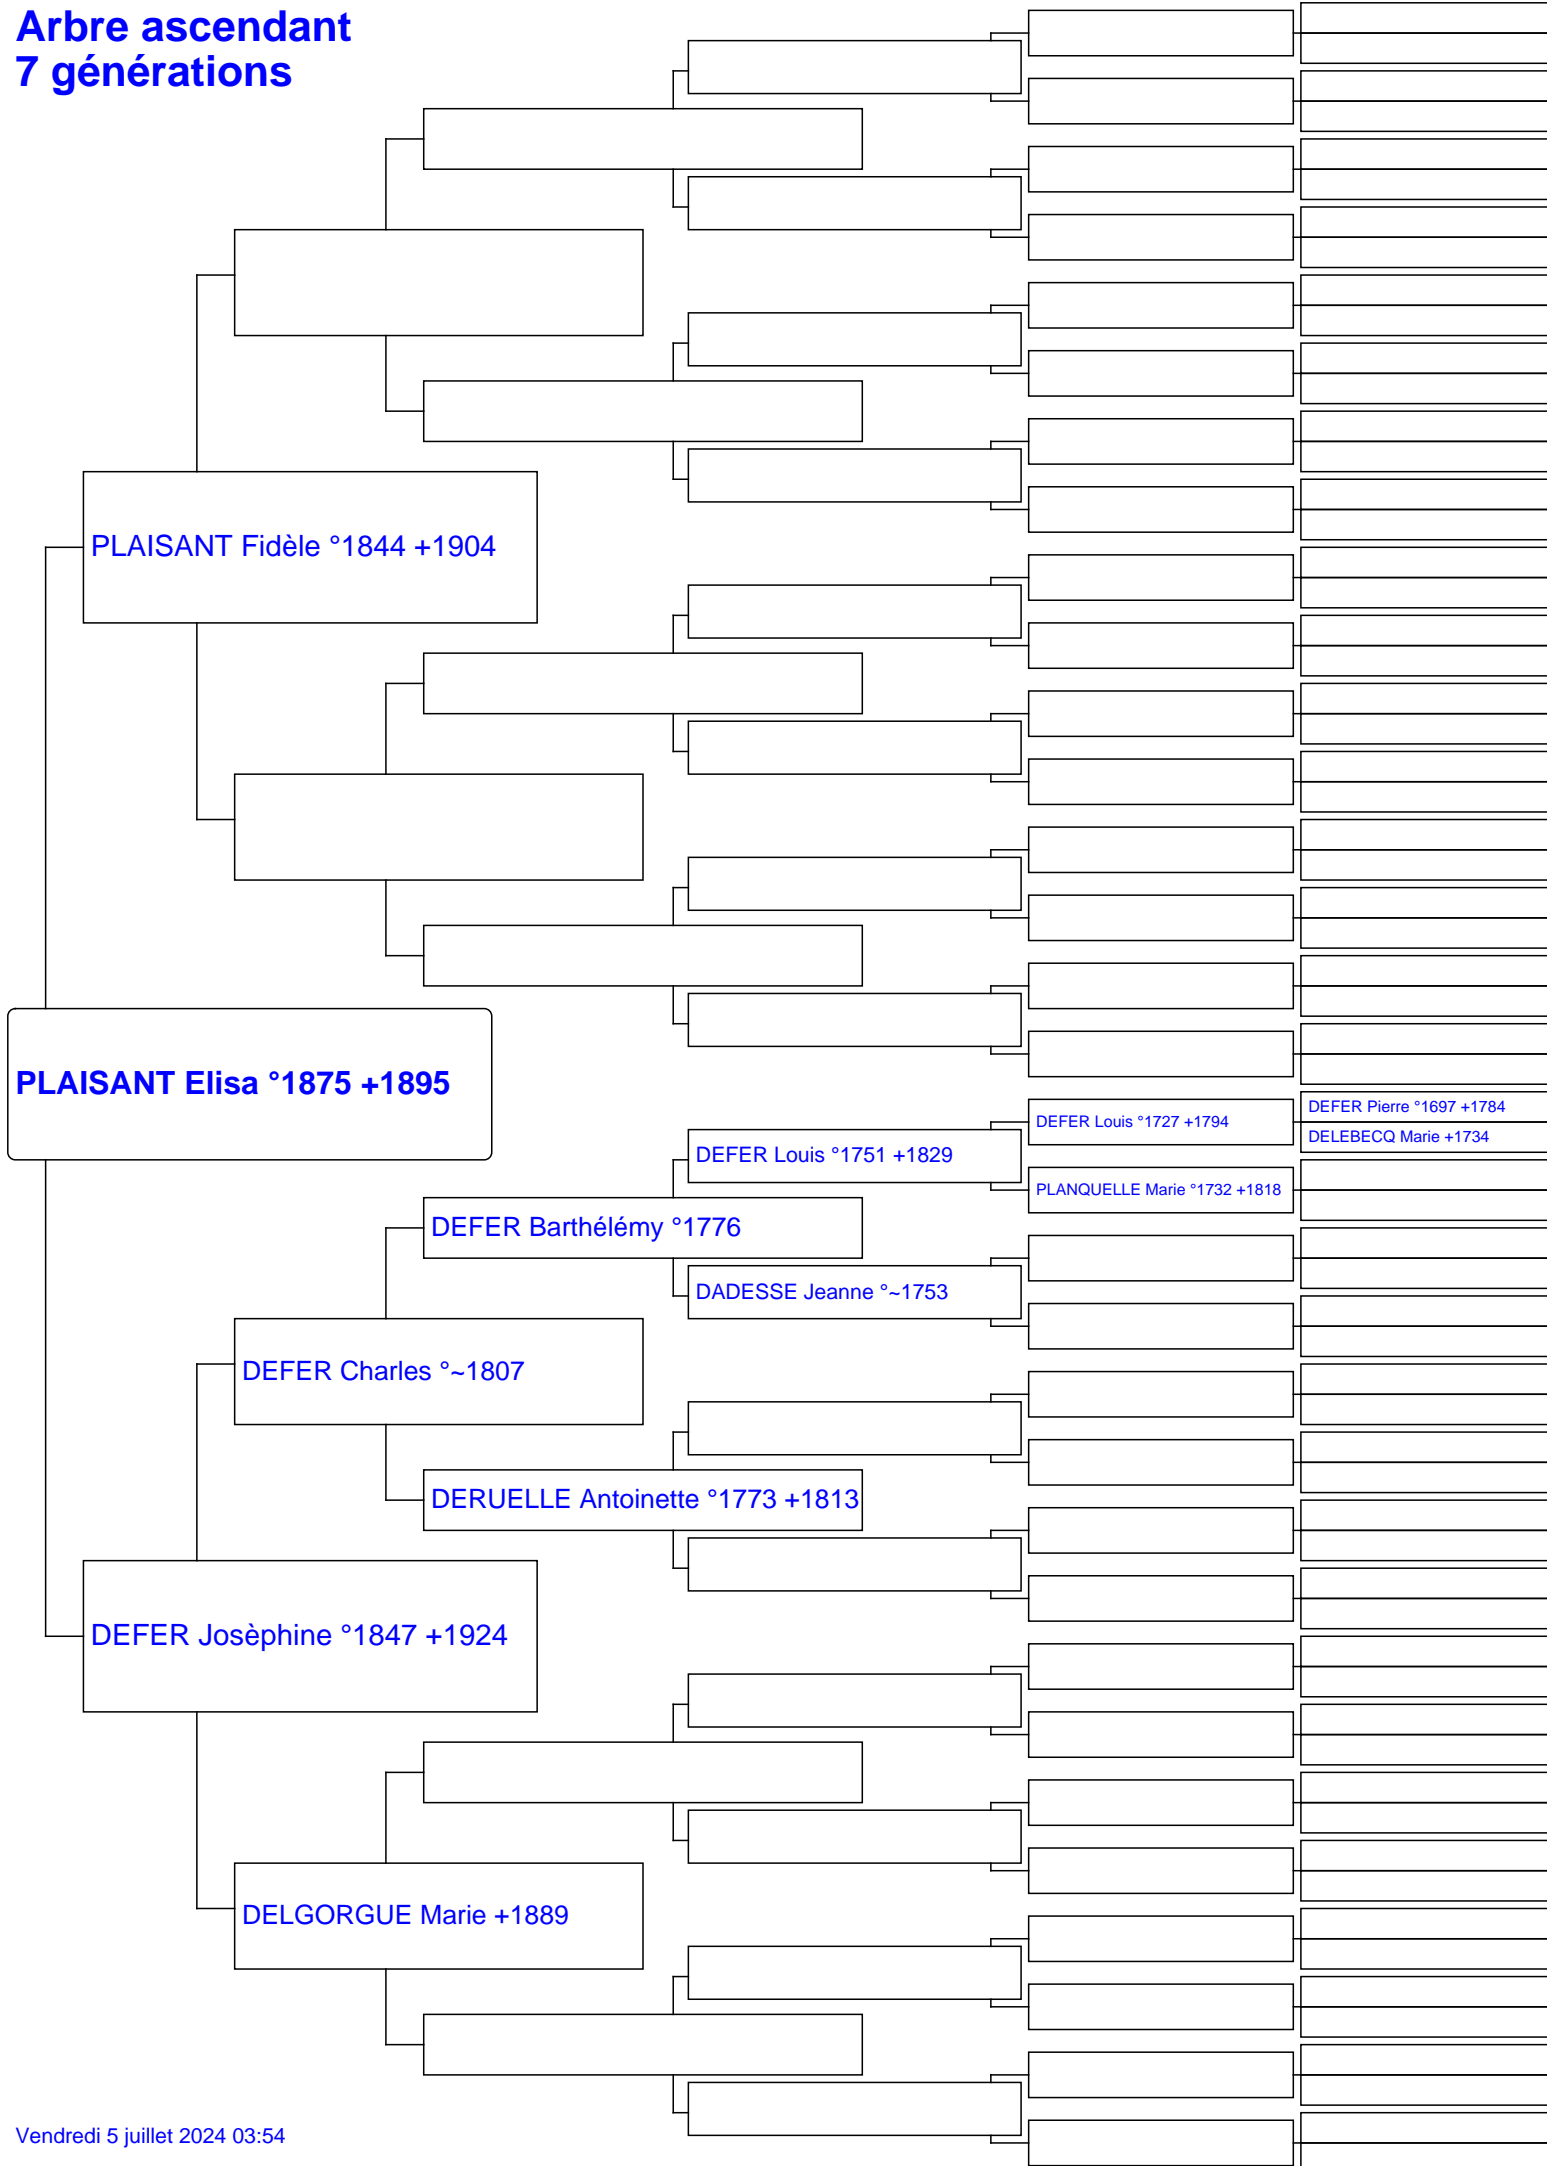 Arbre ascendant
7 générations
PLAISANT Fidèle °1844 +1904
PLAISANT Elisa °1875 +1895
DEFER Pierre °1697 +1784
DEFER Louis °1727 +1794
DELEBECQ Marie +1734
DEFER Louis °1751 +1829
PLANQUELLE Marie °1732 +1818
DEFER Barthélémy °1776
DADESSE Jeanne °~1753
DEFER Charles °~1807
DERUELLE Antoinette °1773 +1813
DEFER Josèphine °1847 +1924
DELGORGUE Marie +1889
Vendredi 5 juillet 2024 03:54